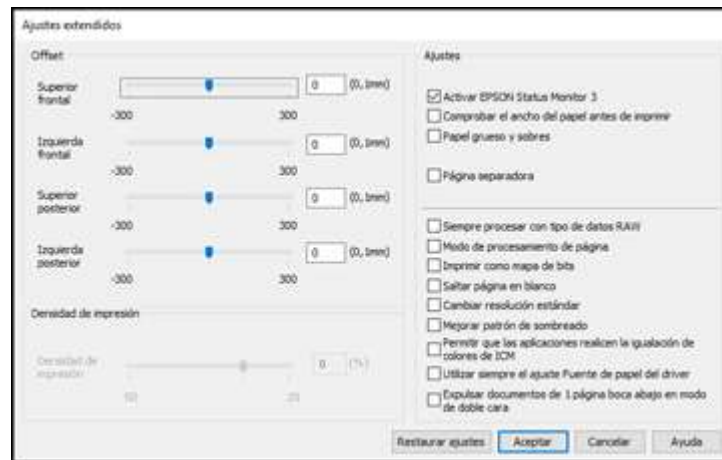 Ajustes extendidos
Offset
Superior
frontal
0
(0,1mm)
-300
300
Izquierda
frontal
0
(0,1mm)
-300
300
Superior
posterior
0
(0,1mm)
-300
300
Izquierda
posterior
0
(0,1mm)
-300
300
Densidad de impresión
Densidad de
impresión
0
(%)
-50
25
Ajustes
Activar EPSON Status Monitor 3
Comprobar el ancho del papel antes de imprimir
Papel grueso y sobres
Página separadora
Siempre procesar con tipo de datos RAW
Modo de procesamiento de página
Imprimir como mapa de bits
Saltar página en blanco
Cambiar resolución estándar
Mejorar patrón de sombreado
Permitir que las aplicaciones realicen la igualación de
colores de ICM
Utilizar siempre el ajuste Fuente de papel del driver
Expulsar documentos de 1 página boca abajo en modo
de doble cara
Restaurar ajustes
Aceptar
Cancelar
Ayuda